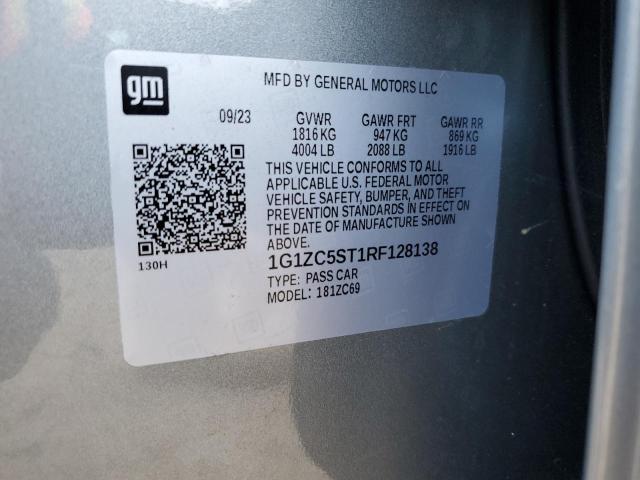 gm
MFD BY GENERAL MOTORS LLC
09/23 GVWR GAWR FRT GAWR RR
1816 KG 947 KG 869 KG
4004 LB 2088 LB 1916 LB
THIS VEHICLE CONFORMS TO ALL
APPLICABLE U.S. FEDERAL MOTOR
VEHICLE SAFETY, BUMPER, AND THEFT
PREVENTION STANDARDS IN EFFECT ON
THE DATE OF MANUFACTURE SHOWN
ABOVE.
130H
1G1ZC5ST1RF128138
TYPE: PASS CAR
MODEL: 181ZC69